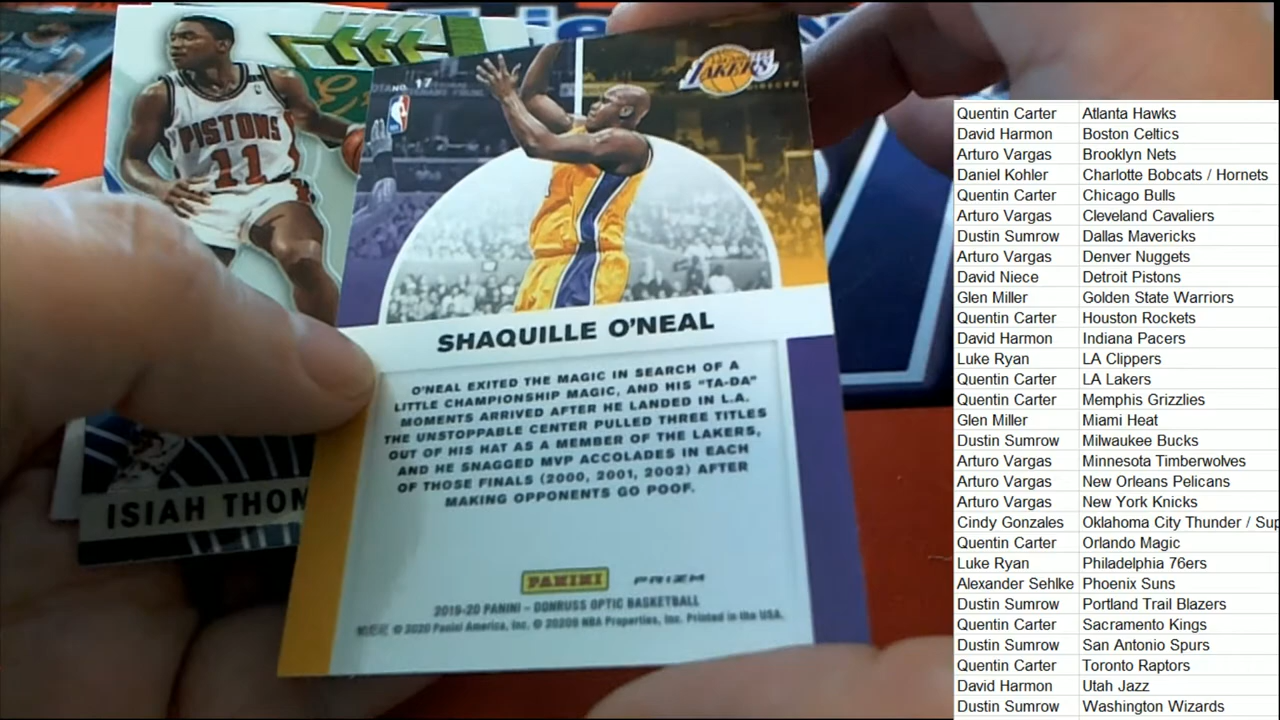 PISTONS
11
No. 17
LAKERS
SHAQUILLE O'NEAL
O'NEAL EXITED THE MAGIC IN SEARCH OF A
LITTLE CHAMPIONSHIP MAGIC, AND HIS "TA-DA"
MOMENTS ARRIVED AFTER HE LANDED IN L.A.
THE UNSTOPPABLE CENTER PULLED THREE TITLES
OUT OF HIS HAT AS A MEMBER OF THE LAKERS,
AND HE SNAGGED MVP ACCOLADES IN EACH
OF THOSE FINALS (2000, 2001, 2002) AFTER
MAKING OPPONENTS GO POOF.
PANINI PRIZM
2019-20 PANINI – DONRUSS OPTIC BASKETBALL
© 2020 Panini America, Inc. © 2020 NBA Properties, Inc. Printed in the USA.
ISIAH THOM
Quentin Carter Atlanta Hawks
David Harmon Boston Celtics
Arturo Vargas Brooklyn Nets
Daniel Kohler Charlotte Bobcats / Hornets
Quentin Carter Chicago Bulls
Arturo Vargas Cleveland Cavaliers
Dustin Sumrow Dallas Mavericks
Arturo Vargas Denver Nuggets
David Niece Detroit Pistons
Glen Miller Golden State Warriors
Quentin Carter Houston Rockets
David Harmon Indiana Pacers
Luke Ryan LA Clippers
Quentin Carter LA Lakers
Quentin Carter Memphis Grizzlies
Glen Miller Miami Heat
Dustin Sumrow Milwaukee Bucks
Arturo Vargas Minnesota Timberwolves
Arturo Vargas New Orleans Pelicans
Arturo Vargas New York Knicks
Cindy Gonzales Oklahoma City Thunder / Sup
Quentin Carter Orlando Magic
Luke Ryan Philadelphia 76ers
Alexander Sehlke Phoenix Suns
Dustin Sumrow Portland Trail Blazers
Quentin Carter Sacramento Kings
Dustin Sumrow San Antonio Spurs
Quentin Carter Toronto Raptors
David Harmon Utah Jazz
Dustin Sumrow Washington Wizards